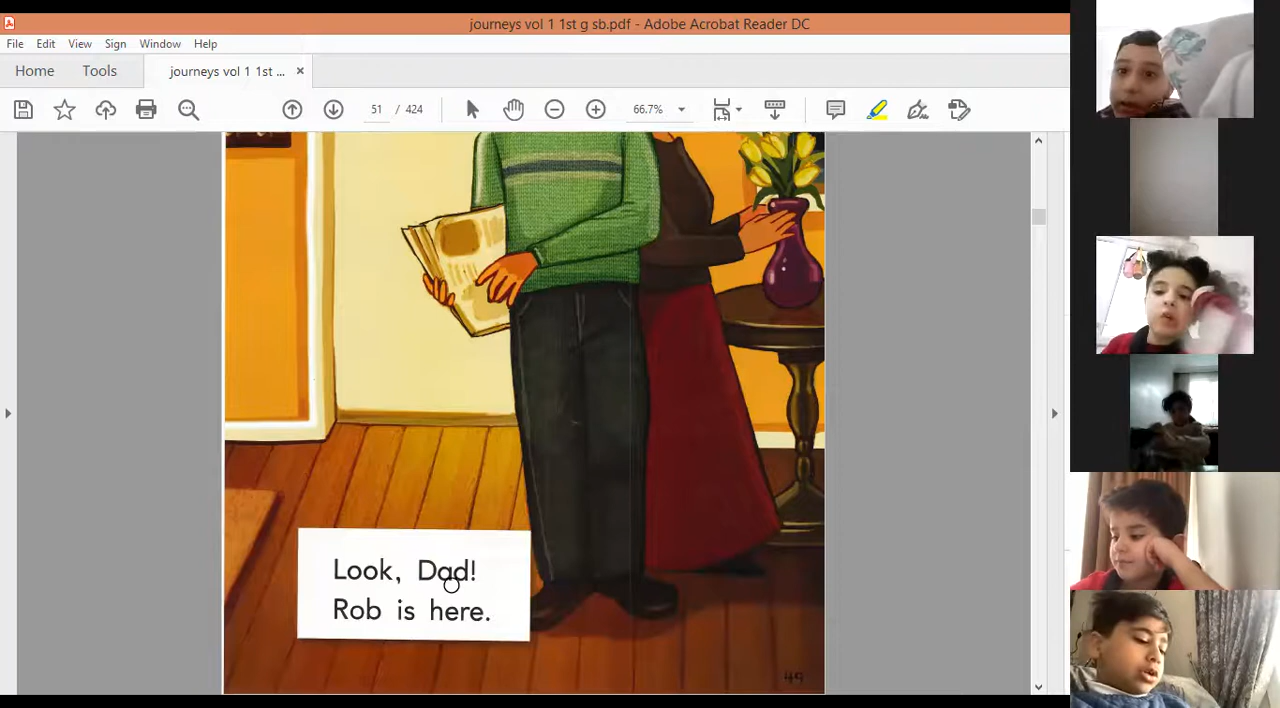 journeys vol 1 1st g sb.pdf - Adobe Acrobat Reader DC
File Edit View Sign Window Help
Home Tools journeys vol 1 1st ... ×
51 / 424 66.7%
Look, Dad!
Rob is here.
49